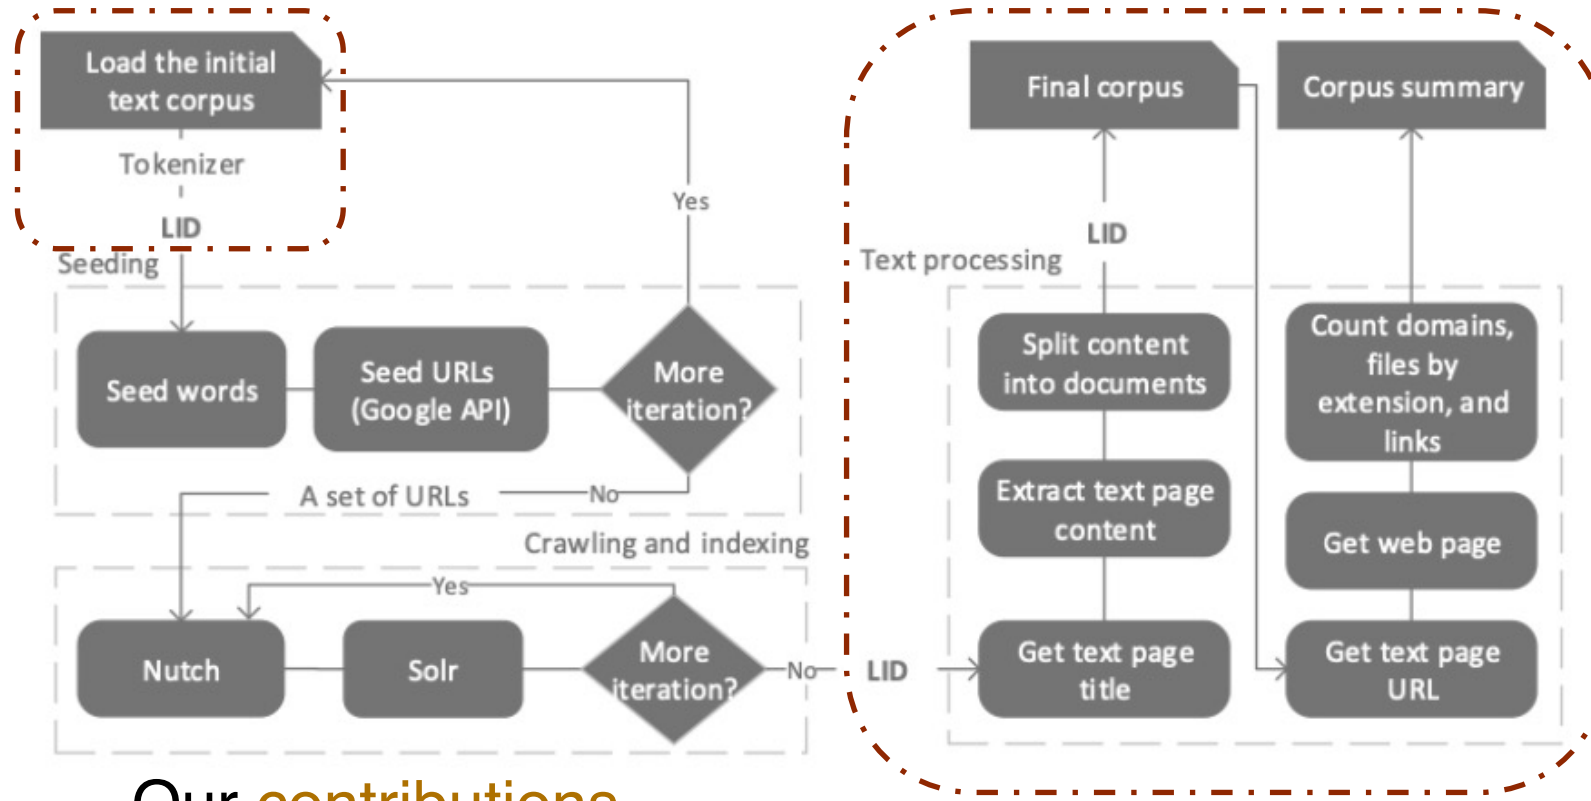 Load the initial
text corpus
Tokenizer
LID
Seeding
Seed words
Seed URLs
(Google API)
More
iteration?
Yes
No
A set of URLs
Crawling and indexing
Yes
Nutch
Solr
More
iteration?
No
LID
Text processing
Final corpus
LID
Split content
into documents
Extract text page
content
Get text page
title
Corpus summary
Count domains,
files by
extension, and
links
Get web page
Get text page
URL
Our contributions